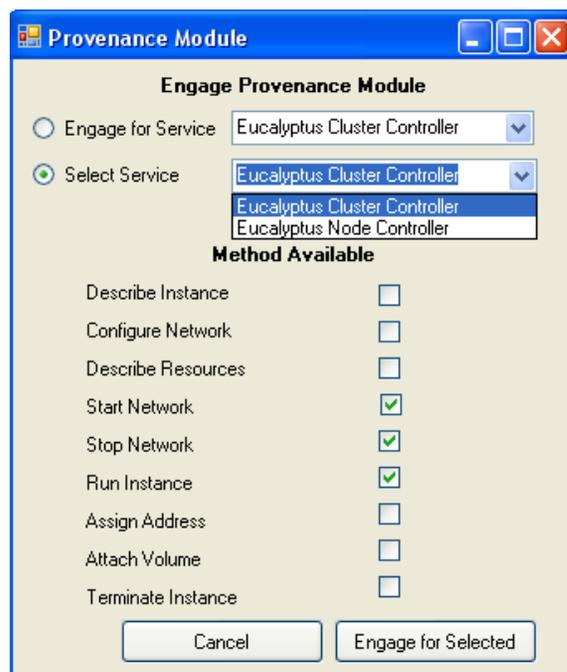 Provenance Module
Engage Provenance Module
Engage for Service Eucalyptus Cluster Controller
Select Service Eucalyptus Cluster Controller
Eucalyptus Cluster Controller
Eucalyptus Node Controller
Method Available
Describe Instance
Configure Network
Describe Resources
Start Network
Stop Network
Run Instance
Assign Address
Attach Volume
Terminate Instance
Cancel Engage for Selected